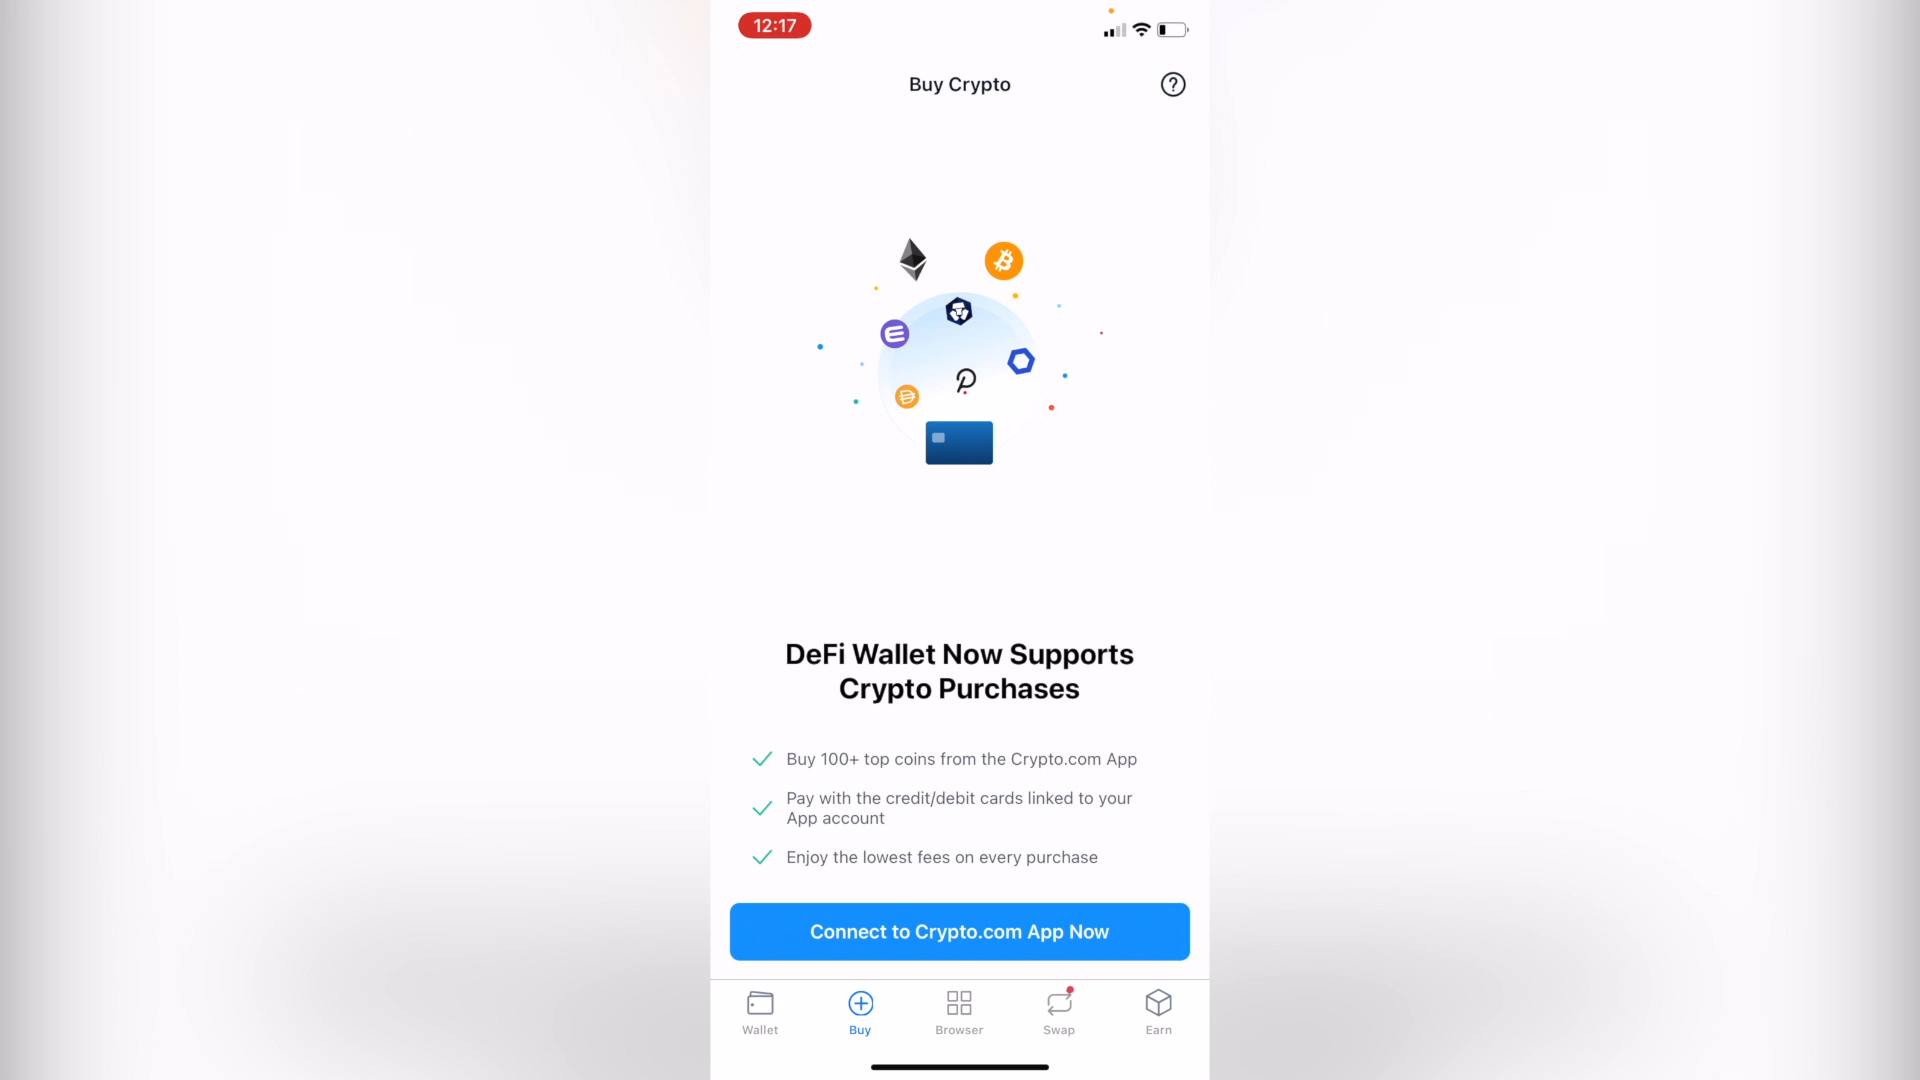 12:17
Buy Crypto
DeFi Wallet Now Supports
Crypto Purchases
Buy 100+ top coins from the Crypto.com App
Pay with the credit/debit cards linked to your
App account
Enjoy the lowest fees on every purchase
Connect to Crypto.com App Now
Wallet
Buy
Browser
Swap
Earn